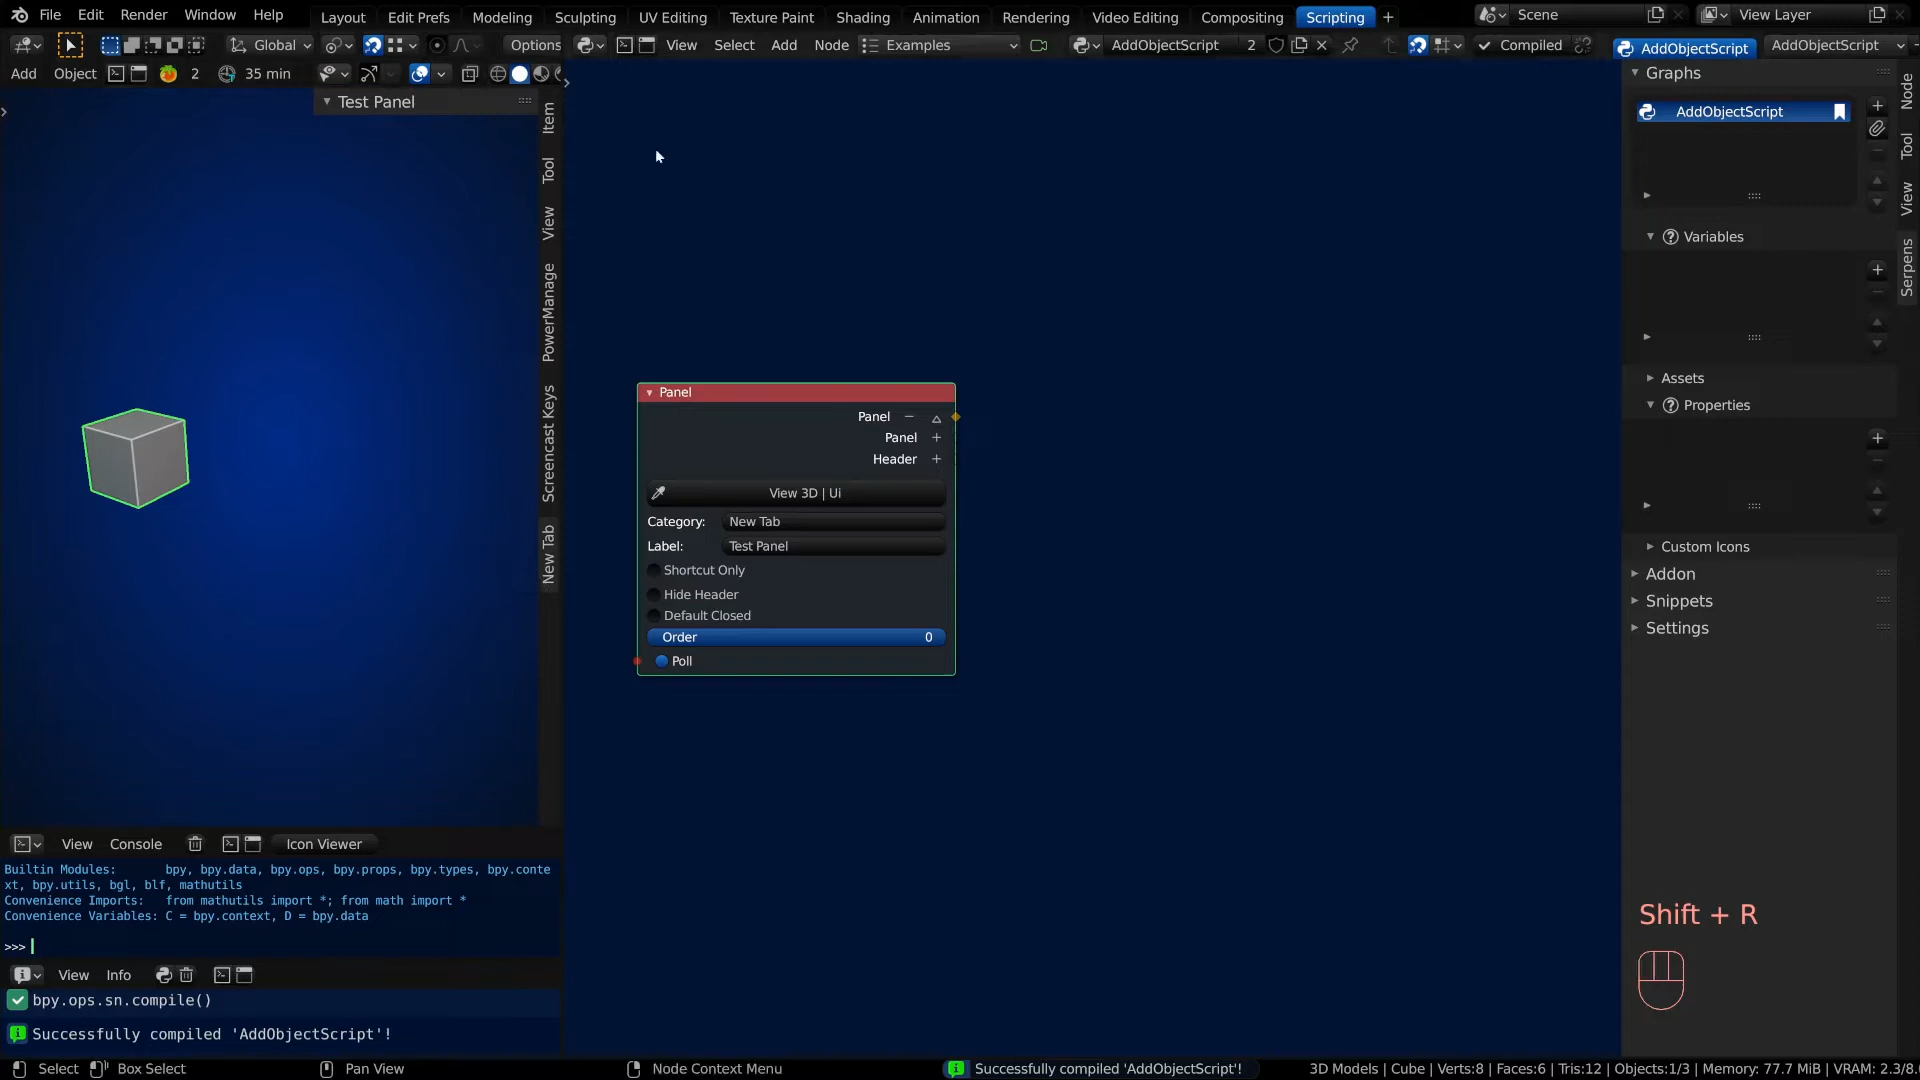 File Edit Render Window Help Layout Edit Prefs Modeling Sculpting UV Editing Texture Paint Shading Animation Rendering Video Editing Compositing Scripting + Scene View Layer
Global Options View Select Add Node Examples AddObjectScript 2 Compiled AddObjectScript AddObjectScript
Add Object 2 35 min
Graphs
Test Panel
AddObjectScript
Item
Tool
View
PowerManage
Screencast Keys
New Tab
Node
Tool
View
Serpens
Variables
Assets
Properties
Custom Icons
Addon
Snippets
Settings
Panel
Panel
Panel
Header
View 3D | Ui
Category: New Tab
Label: Test Panel
Shortcut Only
Hide Header
Default Closed
Order 0
Poll
View Console Icon Viewer
Builtin Modules: bpy, bpy.data, bpy.ops, bpy.props, bpy.types, bpy.conte
xt, bpy.utils, bgl, blf, mathutils
Convenience Imports: from mathutils import *; from math import *
Convenience Variables: C = bpy.context, D = bpy.data
>>>
View Info
bpy.ops.sn.compile()
Successfully compiled 'AddObjectScript'!
Shift + R
Select Box Select Pan View Node Context Menu Successfully compiled 'AddObjectScript'! 3D Models | Cube | Verts:8 | Faces:6 | Tris:12 | Objects:1/3 | Memory: 77.7 MiB | VRAM: 2.3/8.